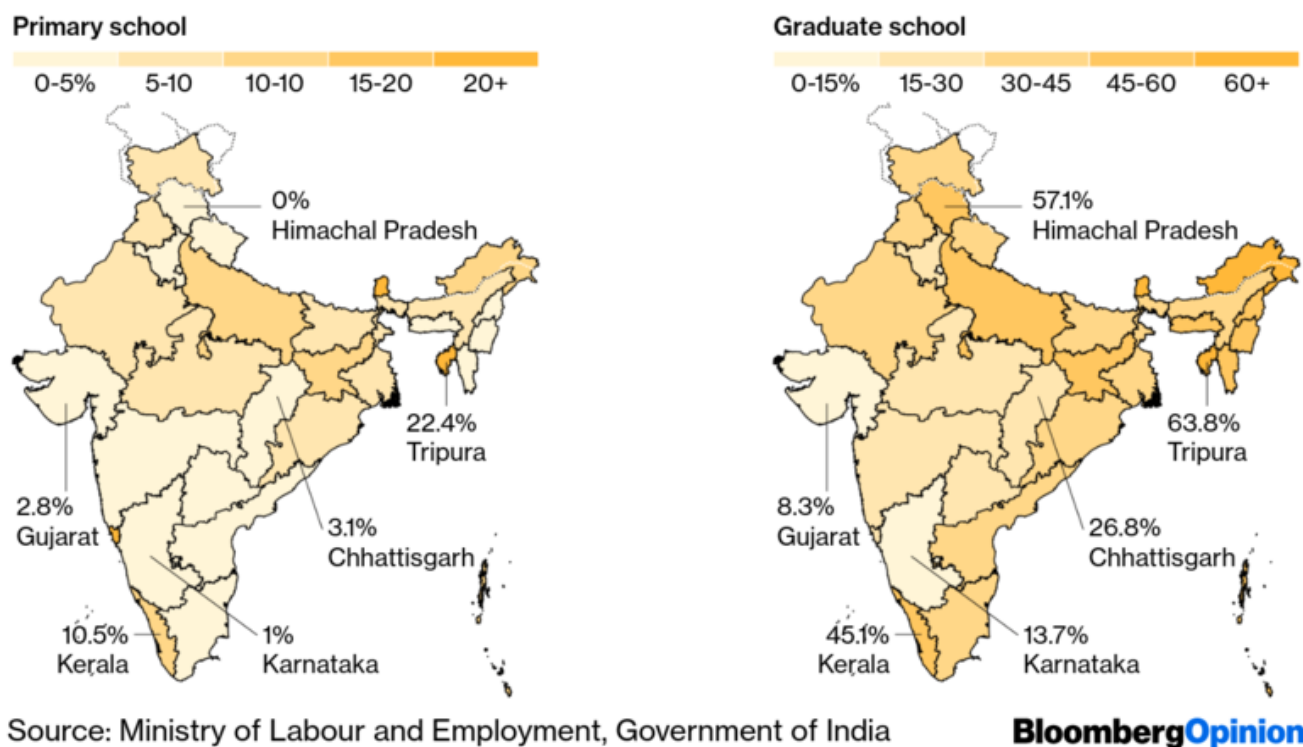 Primary school
0-5%
5-10
10-10
15-20
20+
0%
Himachal Pradesh
22.4%
Tripura
2.8%
Gujarat
3.1%
Chhattisgarh
10.5%
Kerala
1%
Karnataka
Graduate school
0-15%
15-30
30-45
45-60
60+
57.1%
Himachal Pradesh
63.8%
Tripura
8.3%
Gujarat
26.8%
Chhattisgarh
45.1%
Kerala
13.7%
Karnataka
Source: Ministry of Labour and Employment, Government of India
BloombergOpinion